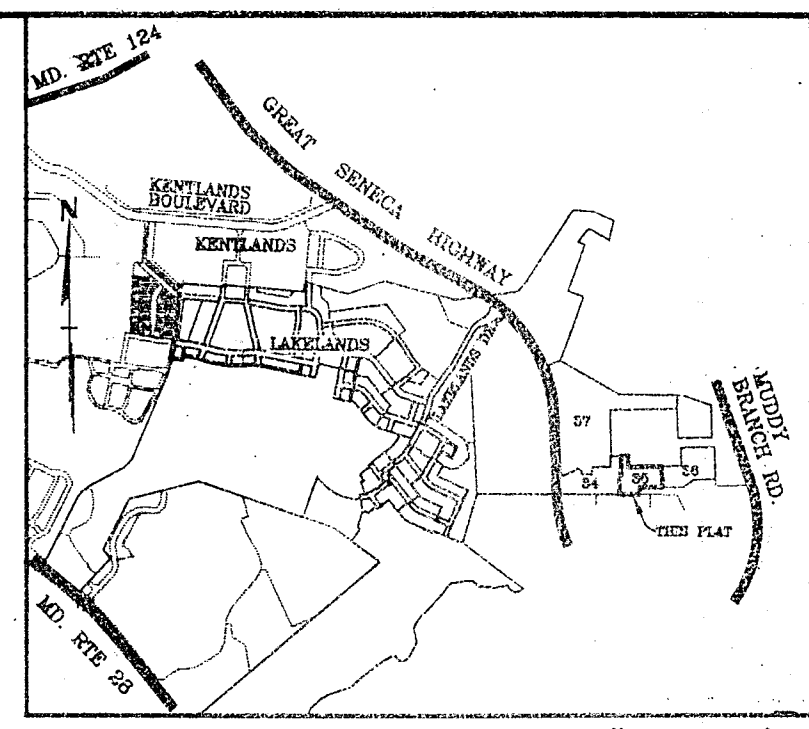 MD. RTE 124
GREAT SENECA HIGHWAY
KENTLANDS
BOULEVARD
N
KENTLANDS
LAKELANDS
LAKELANDS DR.
MUDDY
BRANCH RD.
37
34
35
36
THIS PLAT
MD. RTE 28